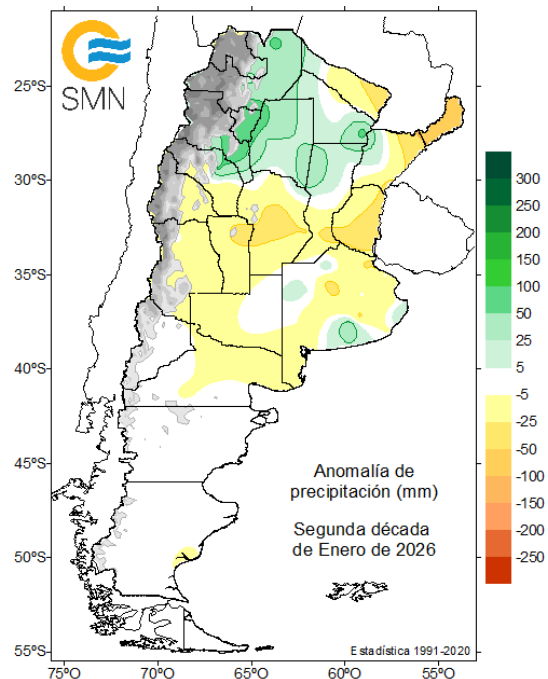 SMN
25ºS
30ºS
35ºS
40ºS
45ºS
50ºS
55ºS
75ºO
70ºO
65ºO
60ºO
55ºO
Anomalía de
precipitación (mm)
Segunda década
de Enero de 2026
Estadística 1991-2020
300
250
200
150
100
50
25
5
-5
-25
-50
-100
-150
-200
-250